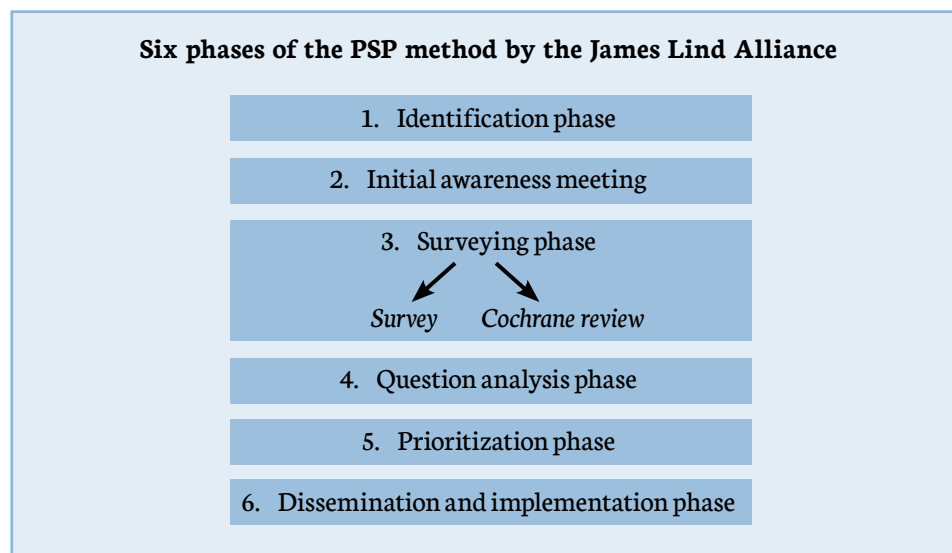 Six phases of the PSP method by the James Lind Alliance
1. Identification phase
2. Initial awareness meeting
3. Surveying phase
Survey Cochrane review
4. Question analysis phase
5. Prioritization phase
6. Dissemination and implementation phase